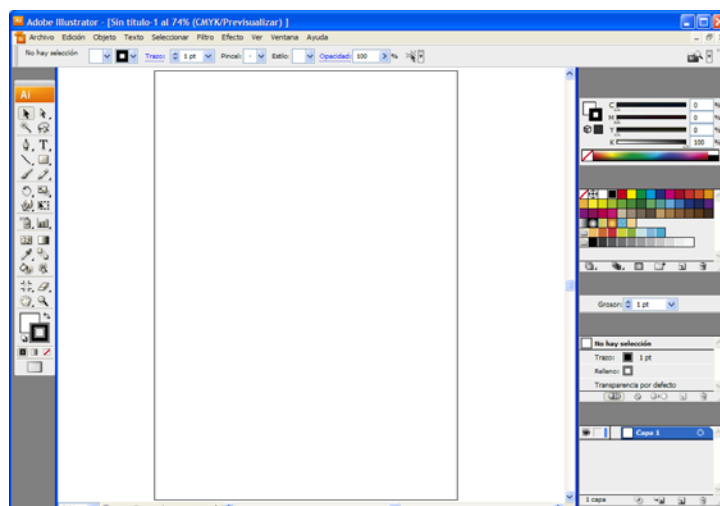 Adobe Illustrator - [Sin título-1 al 74% (CMYK/Previsualizar) ]
Archivo Edición Objeto Texto Seleccionar Filtro Efecto Ver Ventana Ayuda
No hay selección Trazo: 1 pt Pincel: Estilo: Opacidad: 100 %
Ai
T
C 0 %
M 0 %
Y 0 %
K 100 %
Grosor: 1 pt
No hay selección
Trazo: 1 pt
Relleno:
Transparencia por defecto
Capa 1
1 capa